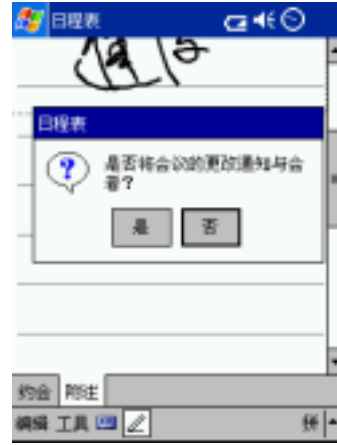 日程表
日程表
是否将会议的更改通知与会
者?
是 否
约会 附注
编辑 工具 拼